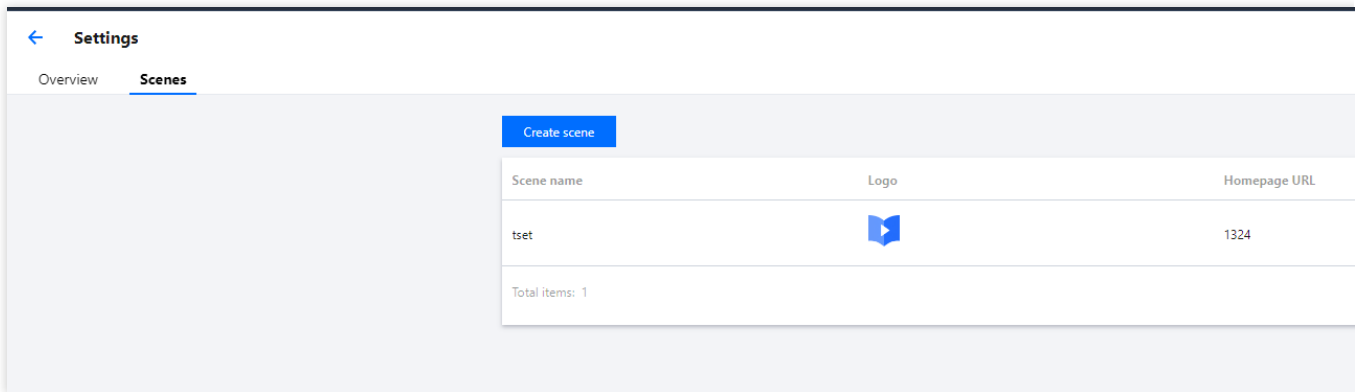 Settings
Overview Scenes
Create scene
Scene name Logo Homepage URL
tset 1324
Total items: 1